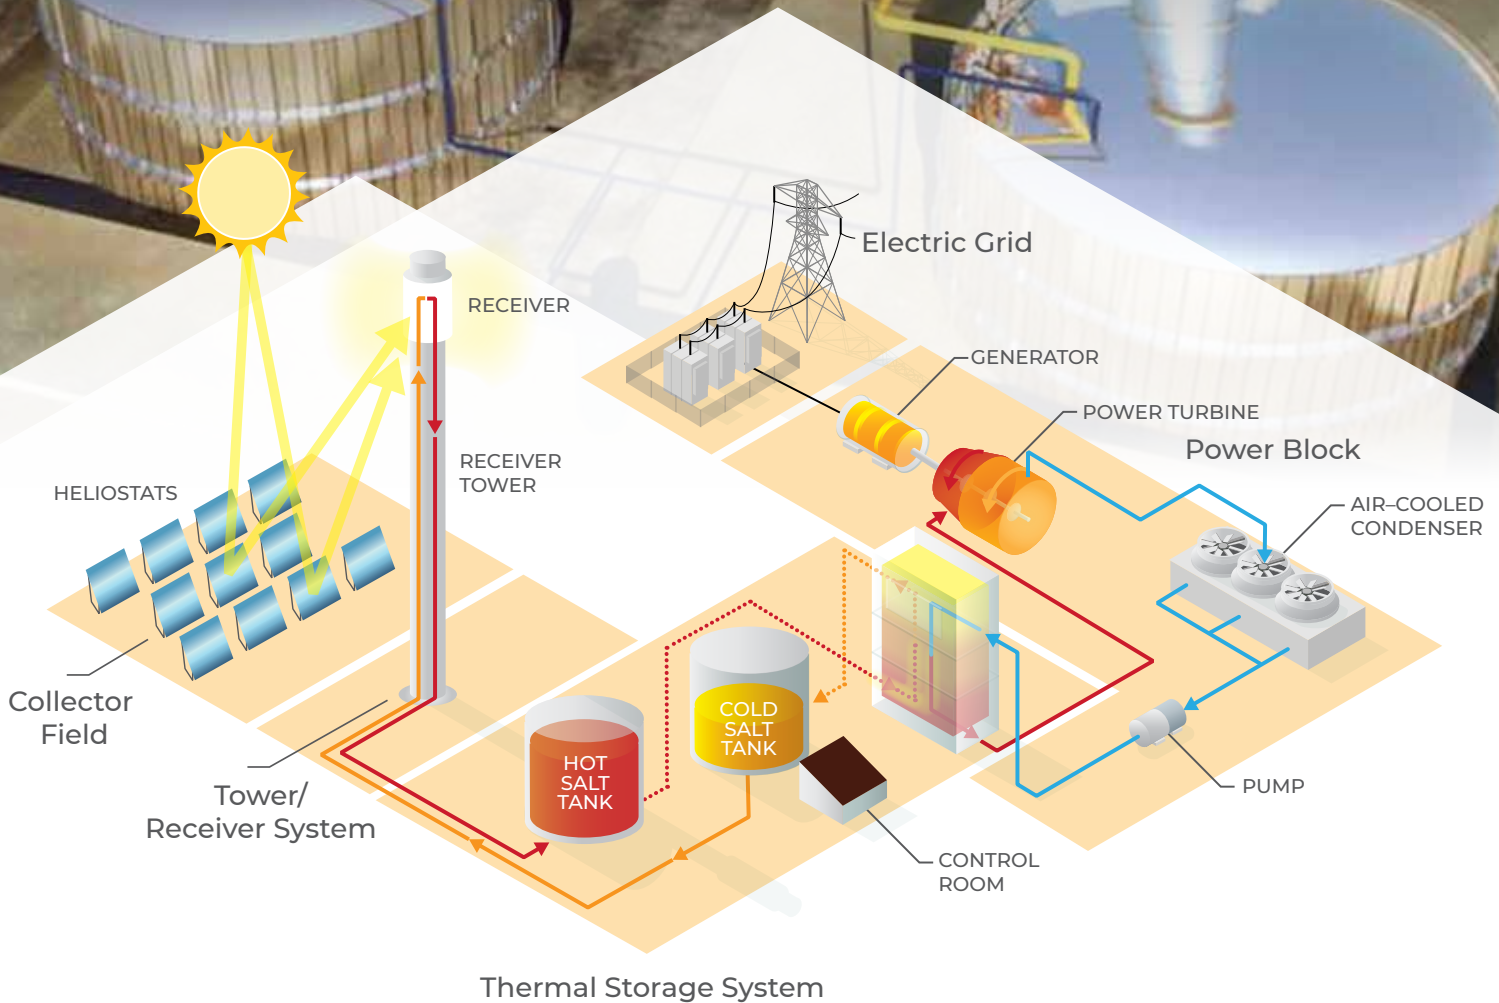 Electric Grid
RECEIVER
GENERATOR
POWER TURBINE
Power Block
RECEIVER
TOWER
HELIOSTATS
AIR–COOLED
CONDENSER
Collector
Field
COLD
SALT
TANK
HOT
SALT
TANK
PUMP
Tower/
Receiver System
CONTROL
ROOM
Thermal Storage System